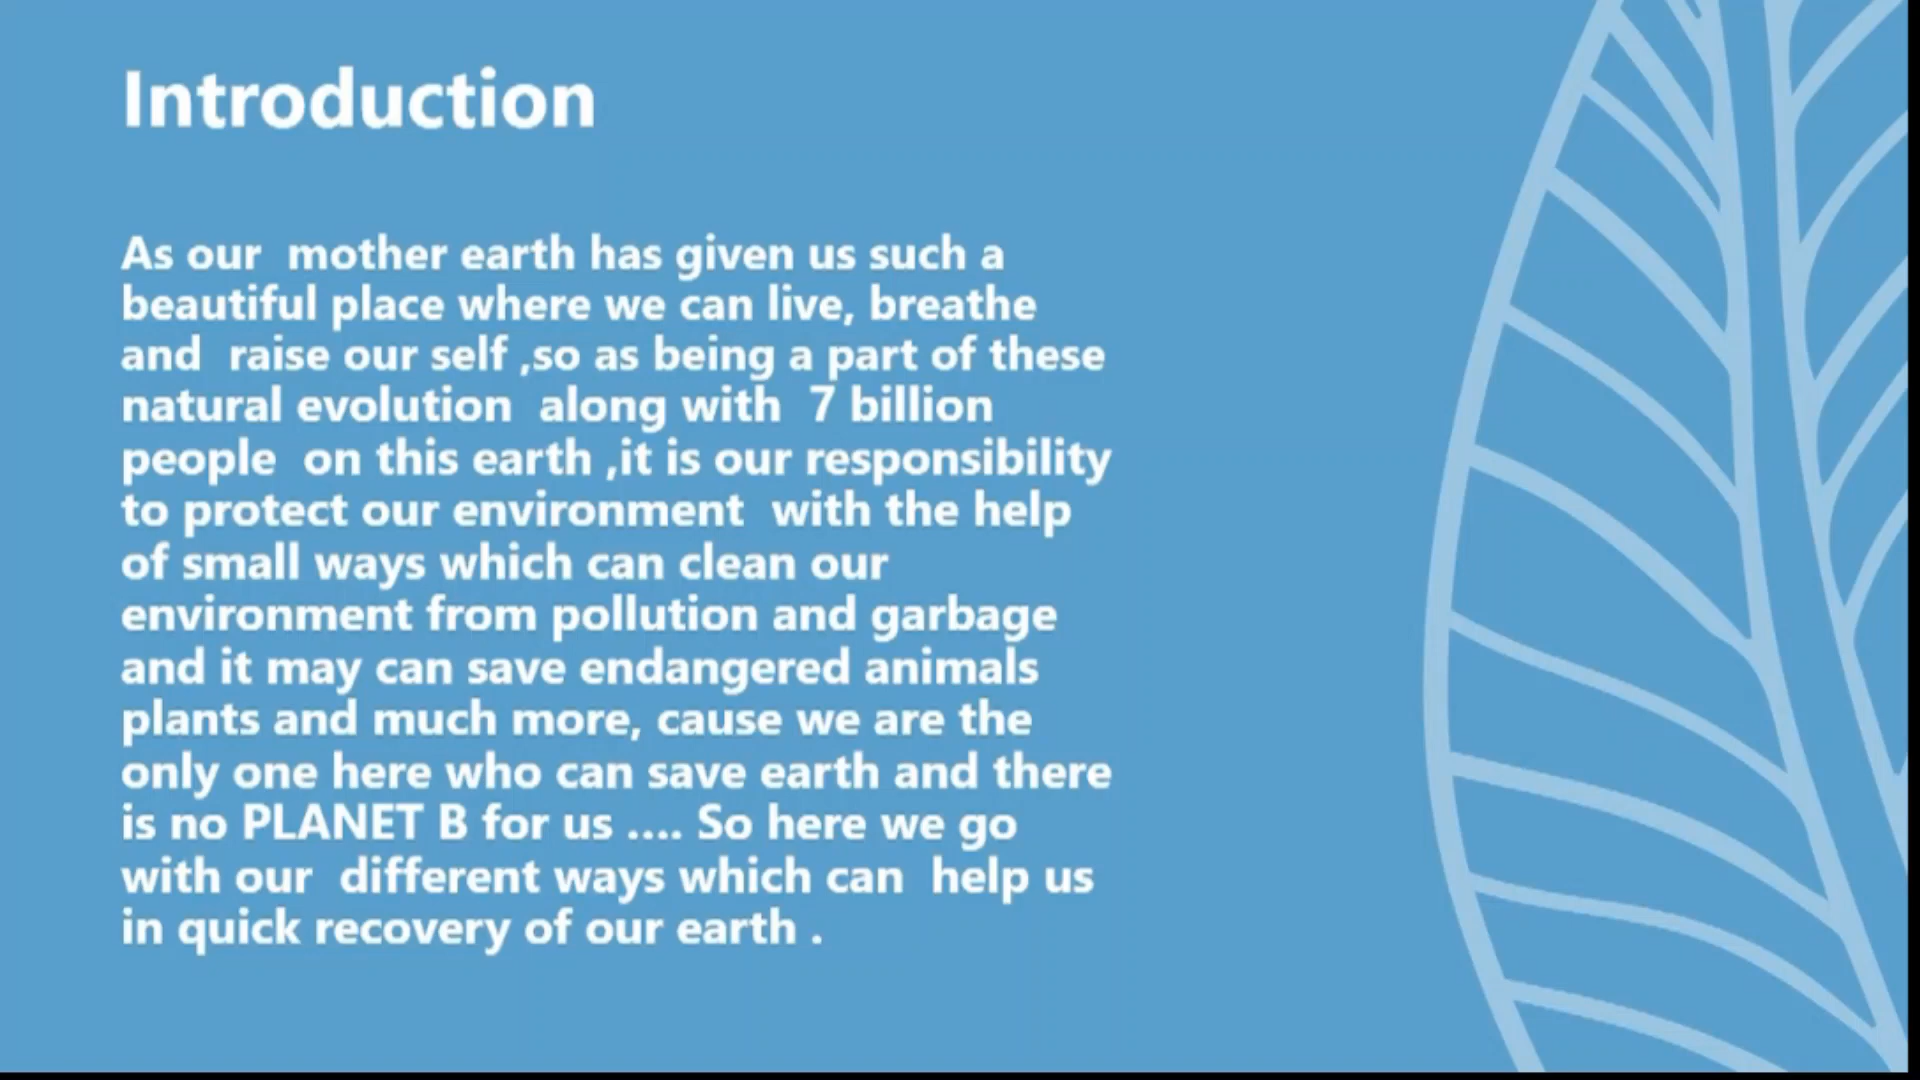 Introduction
As our  mother earth has given us such a
beautiful place where we can live, breathe
and  raise our self ,so as being a part of these
natural evolution  along with  7 billion
people  on this earth ,it is our responsibility
to protect our environment  with the help
of small ways which can clean our
environment from pollution and garbage
and it may can save endangered animals
plants and much more, cause we are the
only one here who can save earth and there
is no PLANET B for us .... So here we go
with our  different ways which can  help us
in quick recovery of our earth .